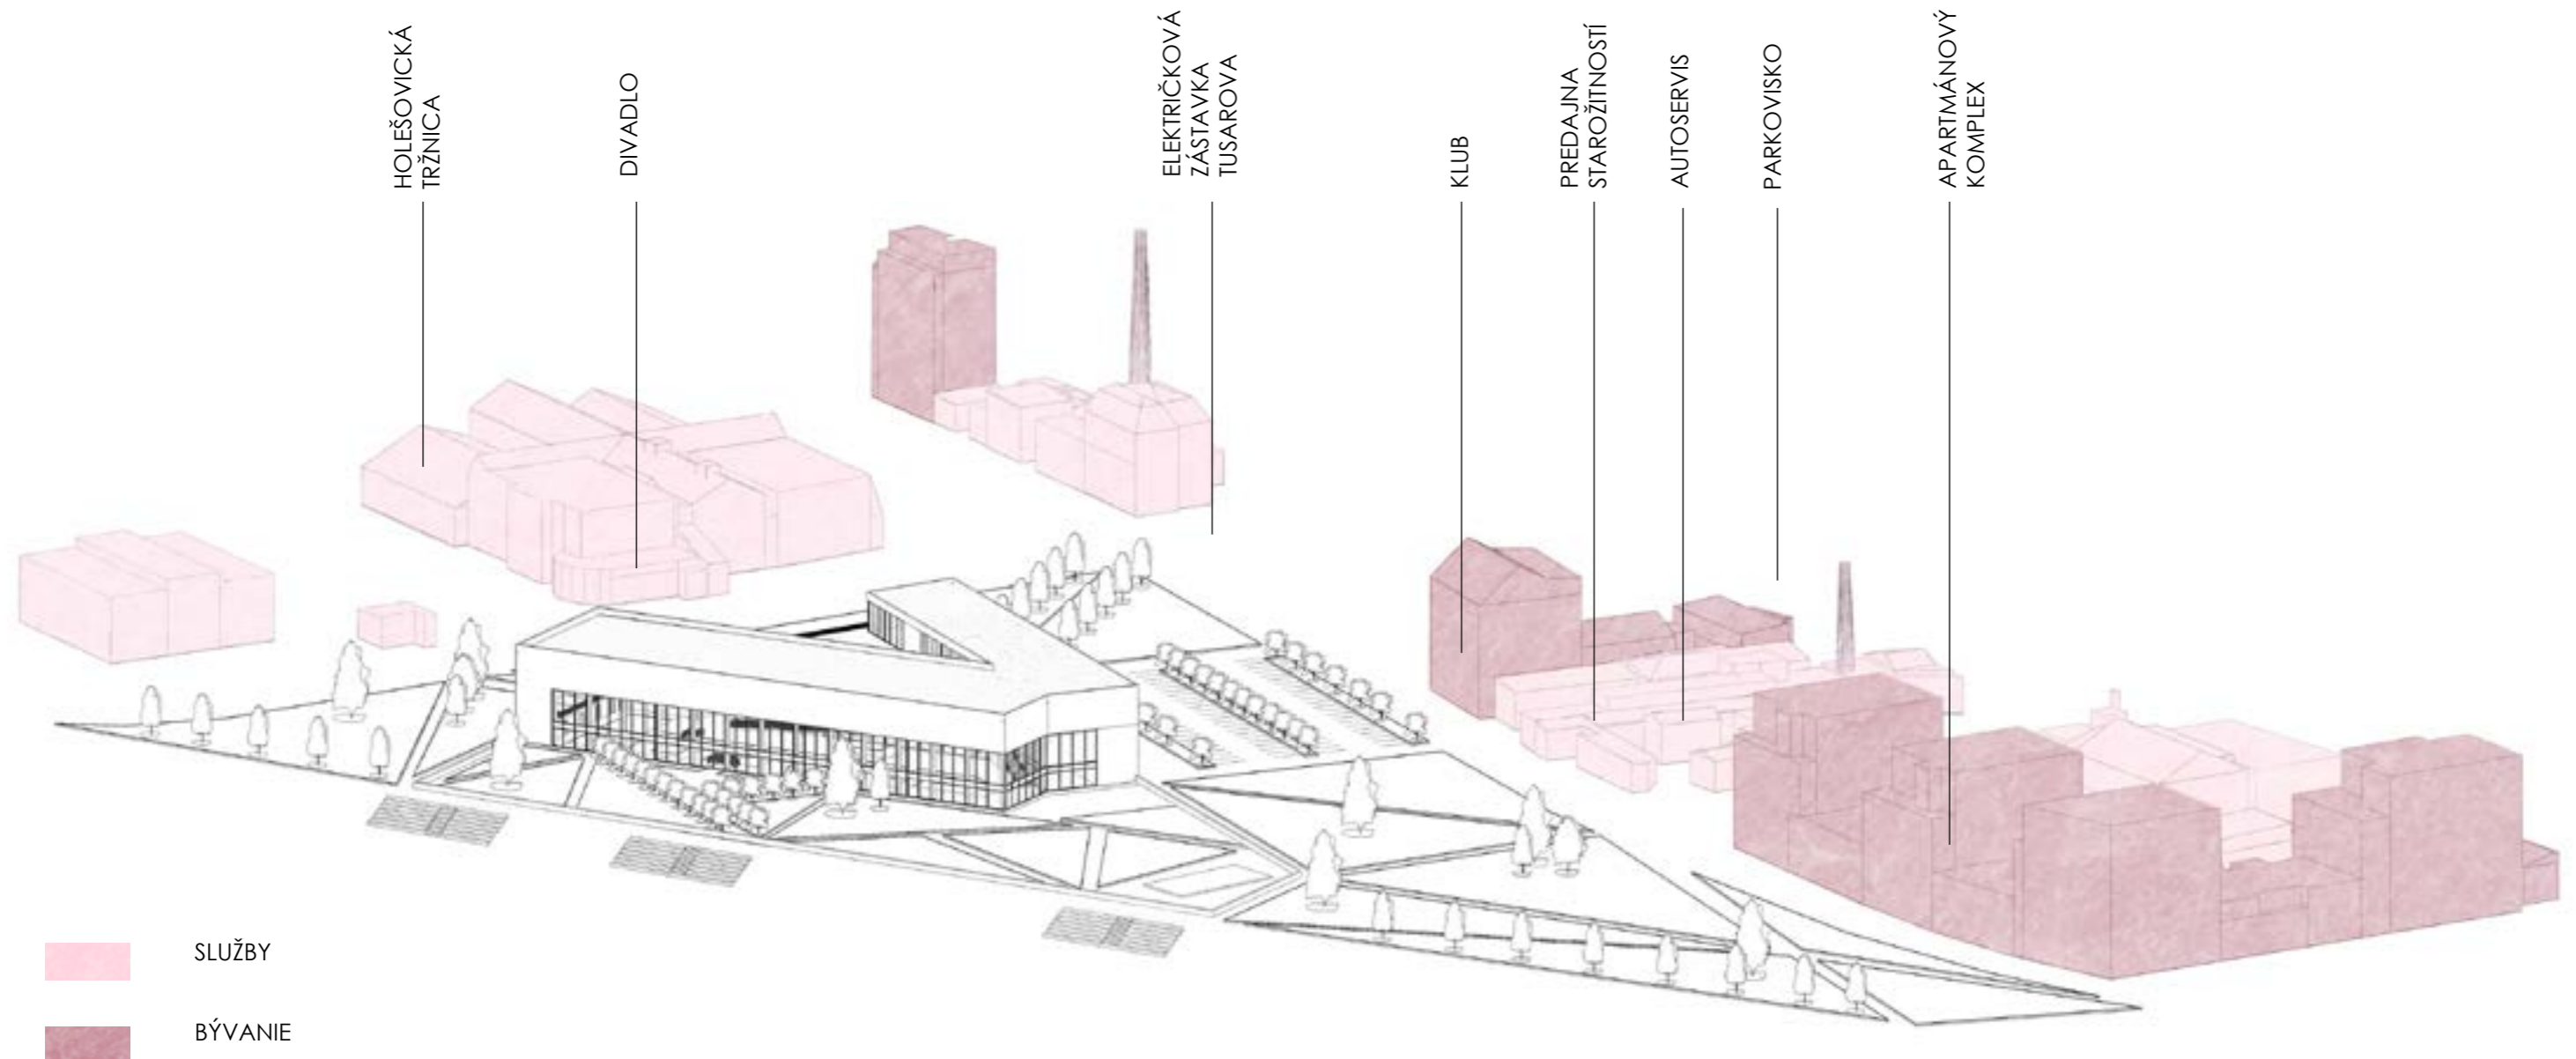 HOLEŠOVICKÁ
TRŽNICA
DIVADLO
ELEKTRIČKOVÁ
ZÁSTAVKA
TUSAROVA
KLUB
PREDAJNA
STAROŽITNOSTÍ
AUTOSERVIS
PARKOVISKO
APARTMÁNOVÝ
KOMPLEX
SLUŽBY
BÝVANIE